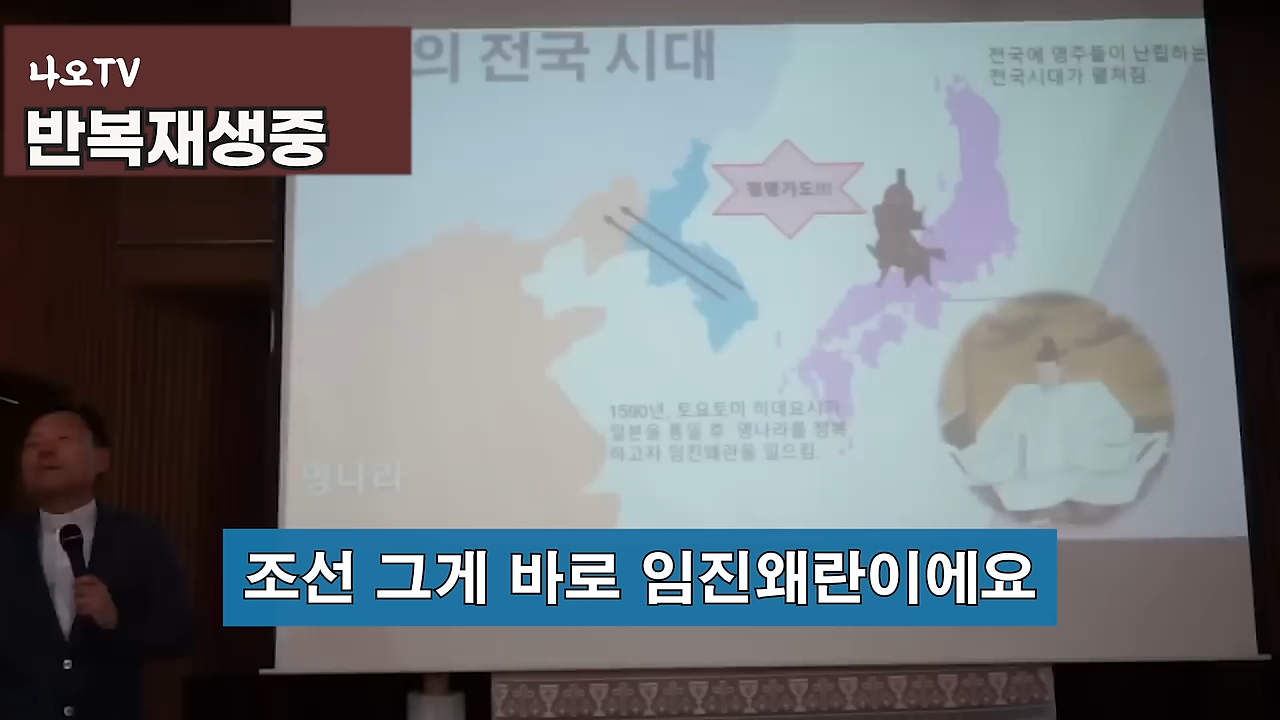 나오TV
반복재생중
의 전국 시대
전국에 영주들이 난립하는
전국시대가 펼쳐짐.
정명가도!!!
1590년, 토요토미 히데요시가
일본을 통일 후 명나라를 정복
하고자 임진왜란을 일으킴.
명나라
조선 그게 바로 임진왜란이에요